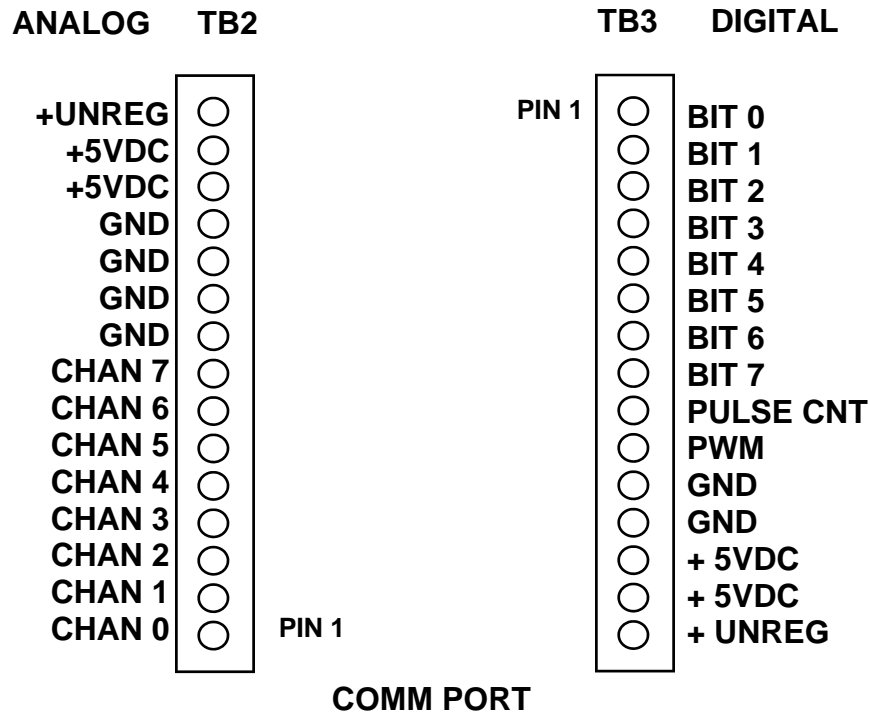 ANALOG TB2
+UNREG
+5VDC
+5VDC
GND
GND
GND
GND
CHAN 7
CHAN 6
CHAN 5
CHAN 4
CHAN 3
CHAN 2
CHAN 1
CHAN 0
PIN 1
TB3 DIGITAL
PIN 1
BIT 0
BIT 1
BIT 2
BIT 3
BIT 4
BIT 5
BIT 6
BIT 7
PULSE CNT
PWM
GND
GND
+ 5VDC
+ 5VDC
+ UNREG
COMM PORT